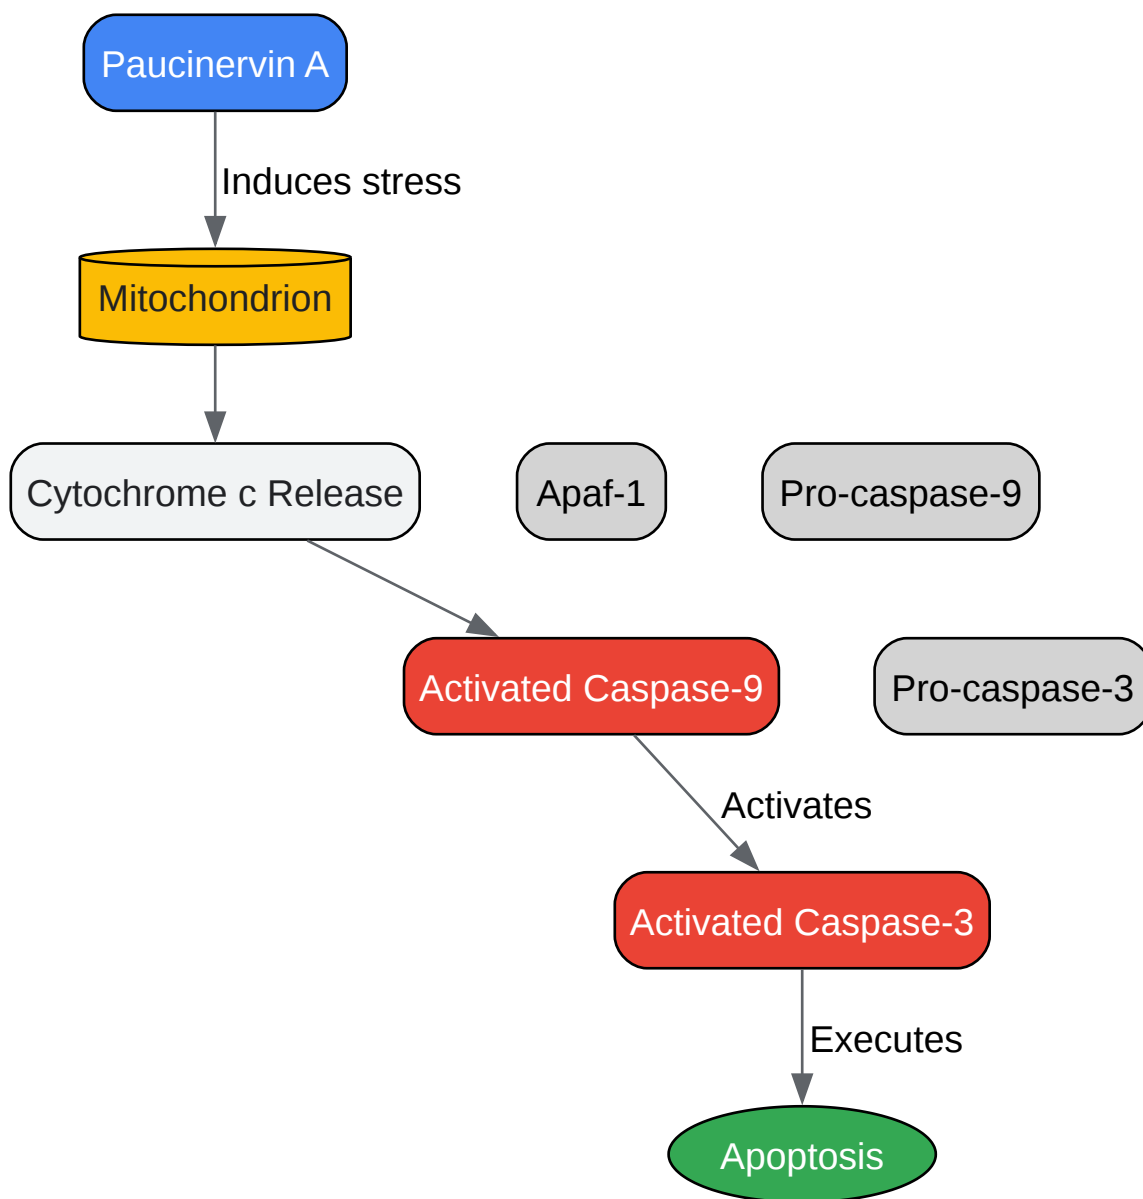 Paucinervin A
Induces stress
Mitochondrion
Cytochrome c Release
Apaf-1
Pro-caspase-9
Activated Caspase-9
Pro-caspase-3
Activates
Activated Caspase-3
Executes
Apoptosis